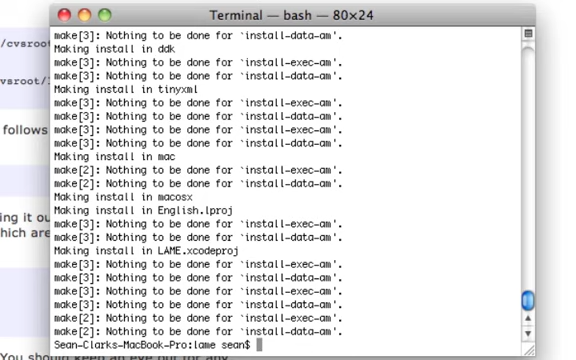 Terminal — bash — 80×24
/cvsroot
vsroot/
follows
ing it ou
hich are
make[3]: Nothing to be done for `install-data-am'.
Making install in ddk
make[3]: Nothing to be done for `install-exec-am'.
make[3]: Nothing to be done for `install-data-am'.
Making install in tinyxml
make[3]: Nothing to be done for `install-exec-am'.
make[3]: Nothing to be done for `install-data-am'.
make[3]: Nothing to be done for `install-exec-am'.
make[3]: Nothing to be done for `install-data-am'.
Making install in mac
make[2]: Nothing to be done for `install-exec-am'.
make[2]: Nothing to be done for `install-data-am'.
Making install in macosx
Making install in English.lproj
make[3]: Nothing to be done for `install-exec-am'.
make[3]: Nothing to be done for `install-data-am'.
Making install in LAME.xcodeproj
make[3]: Nothing to be done for `install-exec-am'.
make[3]: Nothing to be done for `install-data-am'.
make[3]: Nothing to be done for `install-exec-am'.
make[3]: Nothing to be done for `install-data-am'.
make[2]: Nothing to be done for `install-exec-am'.
make[2]: Nothing to be done for `install-data-am'.
Sean-Clarks-MacBook-Pro:lame sean$
You should keep an eye out for any